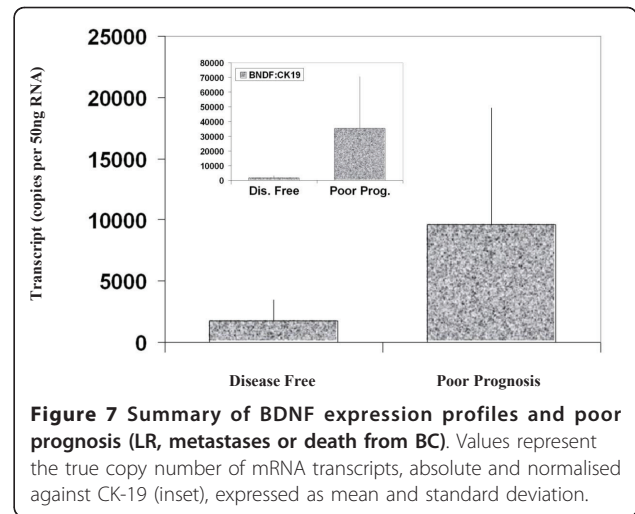 25000
20000
15000
10000
5000
0
Transcript (copies per 50ng RNA)
80000
70000
60000
50000
40000
30000
20000
10000
0
BNDF:CK19
Dis. Free
Poor Prog.
Disease Free
Poor Prognosis
Figure 7 Summary of BDNF expression profiles and poor
prognosis (LR, metastases or death from BC). Values represent
the true copy number of mRNA transcripts, absolute and normalised
against CK-19 (inset), expressed as mean and standard deviation.